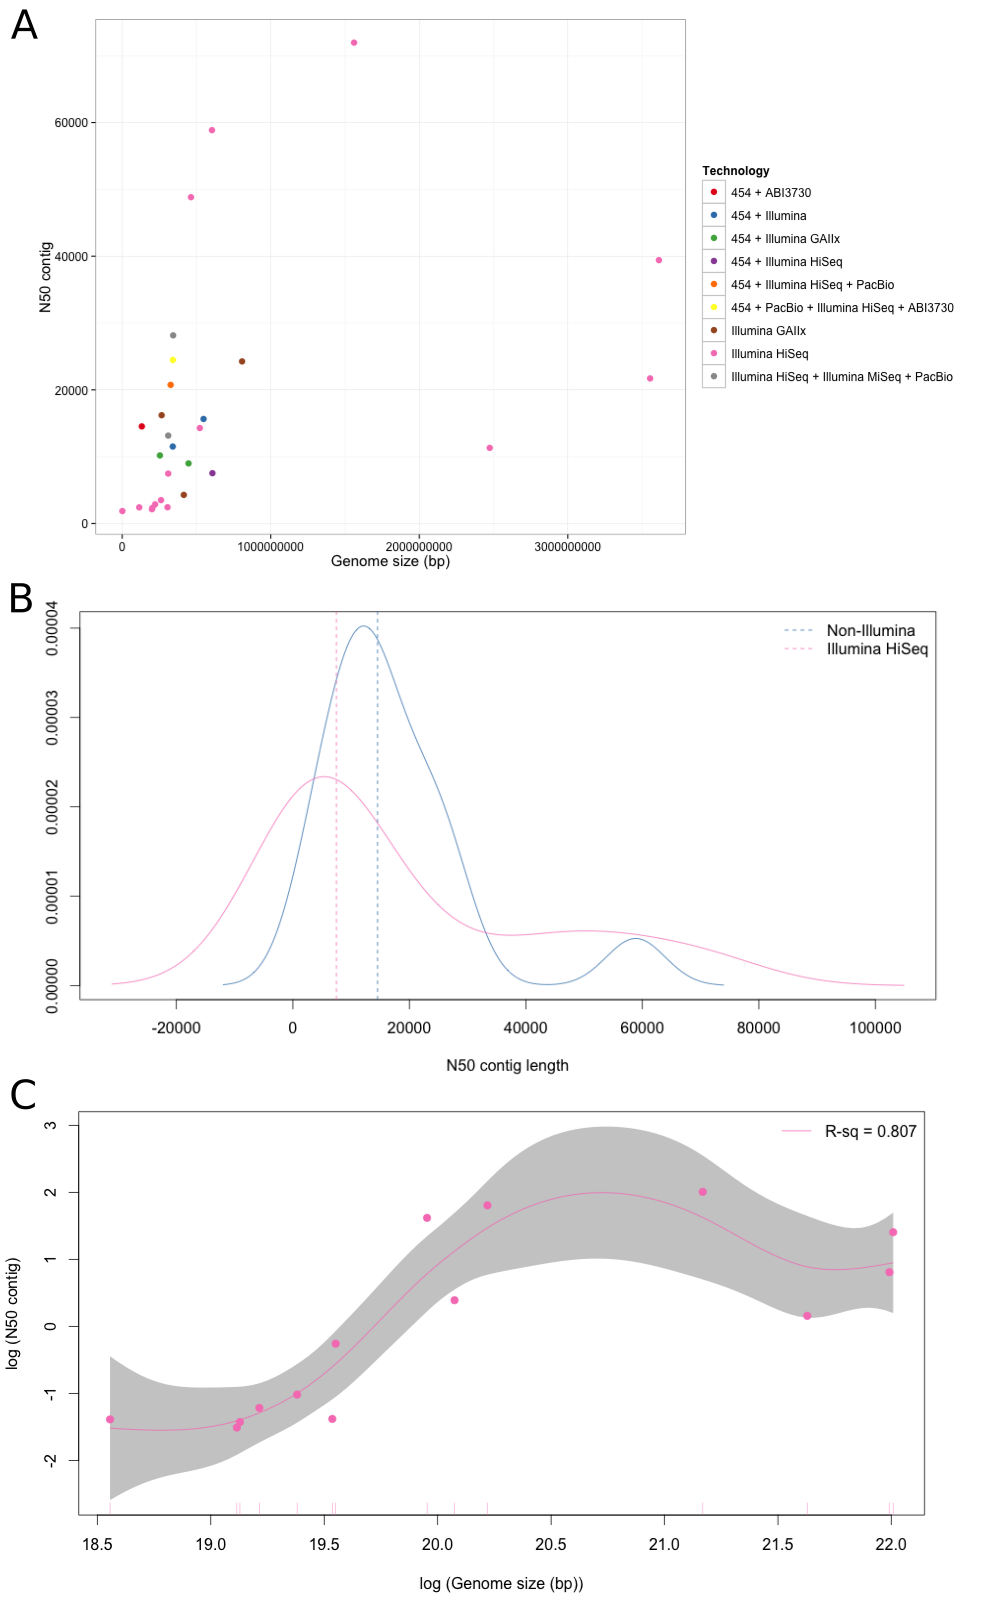 A
60000
40000
20000
0
N50 contig
0
1000000000
2000000000
3000000000
Genome size (bp)
Technology
454 + ABI3730
454 + Illumina
454 + Illumina GAIIx
454 + Illumina HiSeq
454 + Illumina HiSeq + PacBio
454 + PacBio + Illumina HiSeq + ABI3730
Illumina GAIIx
Illumina HiSeq
Illumina HiSeq + Illumina MiSeq + PacBio
B
0.00004
0.00003
0.00002
0.00001
0.00000
Non-Illumina
Illumina HiSeq
-20000
0
20000
40000
60000
80000
100000
N50 contig length
C
3
2
1
0
-1
-2
log (N50 contig)
R-sq = 0.807
18.5
19.0
19.5
20.0
20.5
21.0
21.5
22.0
log (Genome size (bp))